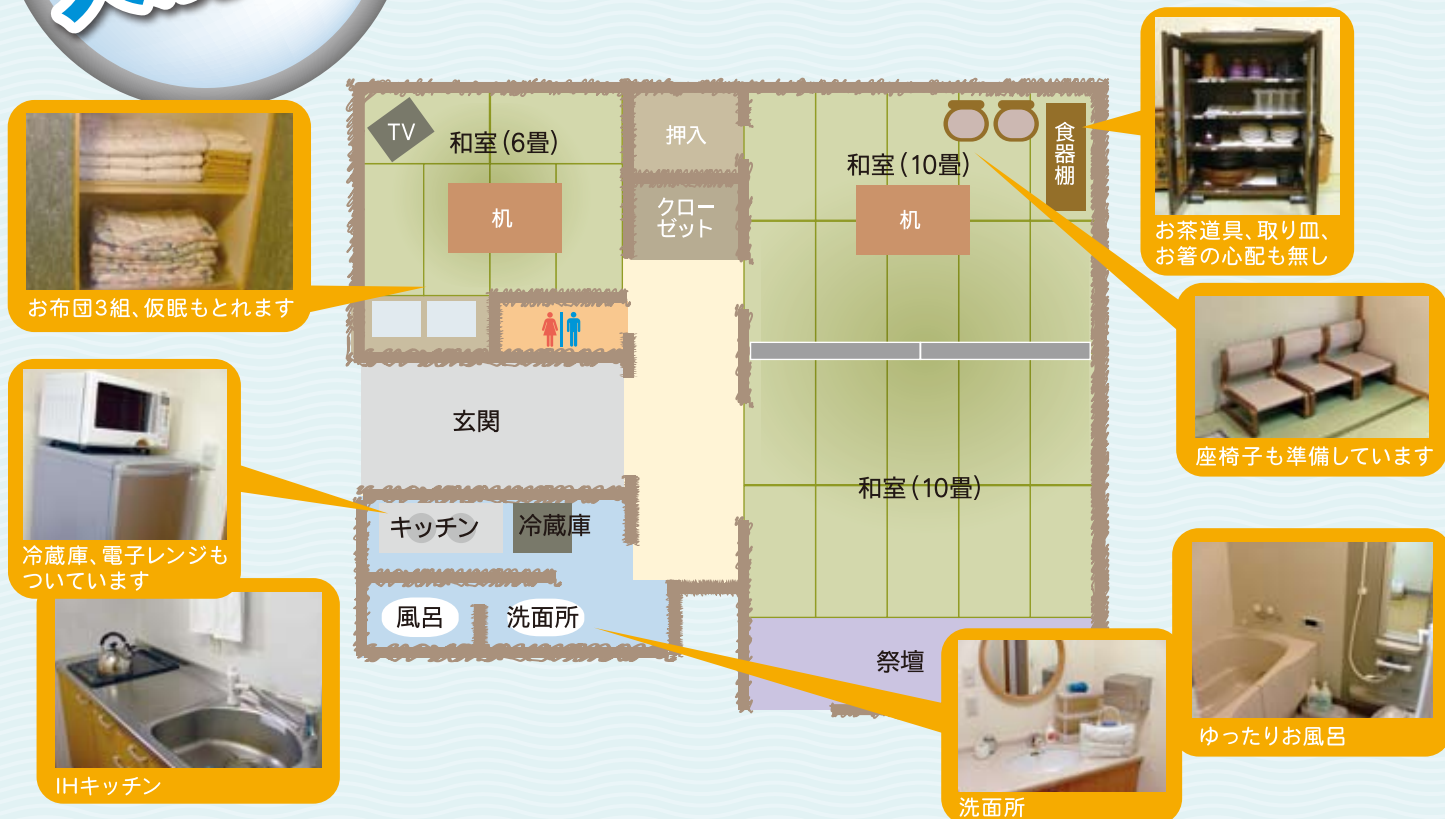 TV
和室(6畳)
机
押入
クロー
ゼット
和室(10畳)
机
食器棚
お茶道具、取り皿、
お箸の心配も無し
お布団3組、仮眠もとれます
座椅子も準備しています
玄関
和室(10畳)
キッチン
冷蔵庫
冷蔵庫、電子レンジも
ついています
風呂
洗面所
祭壇
IHキッチン
洗面所
ゆったりお風呂